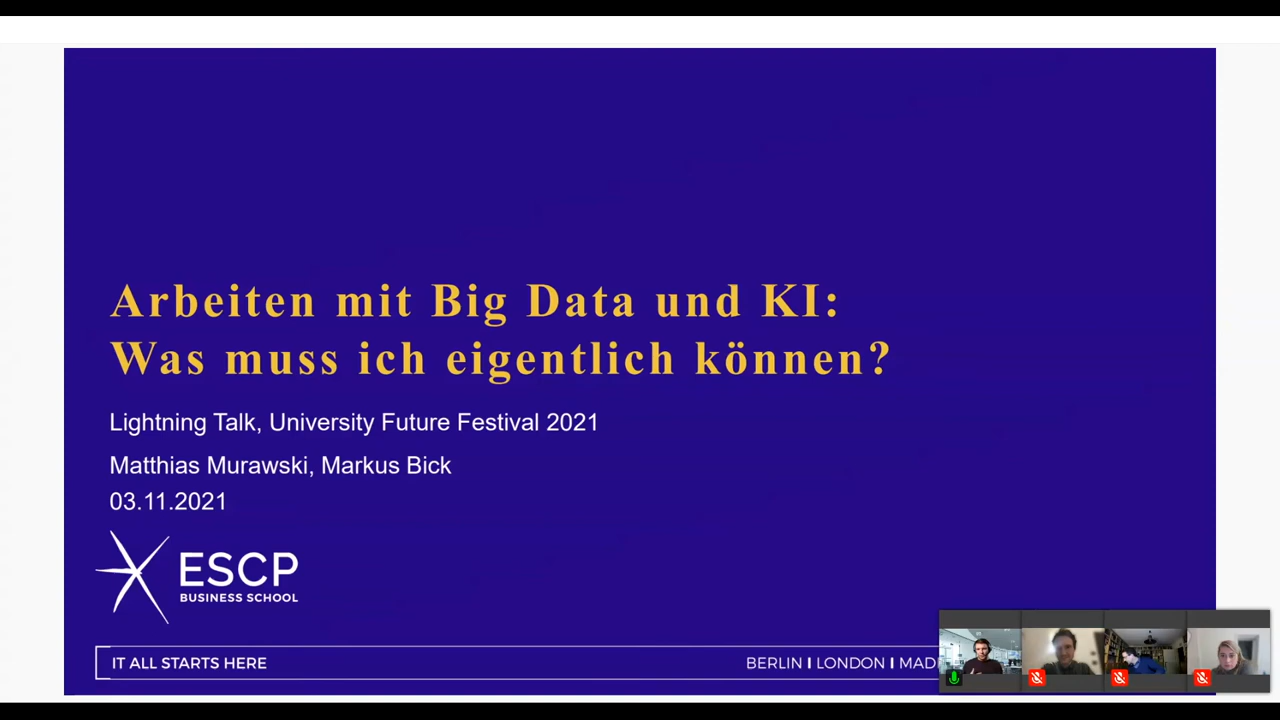 Arbeiten mit Big Data und KI:
Was muss ich eigentlich können?
Lightning Talk, University Future Festival 2021
Matthias Murawski, Markus Bick
03.11.2021
ESCP
BUSINESS SCHOOL
IT ALL STARTS HERE
BERLIN I LONDON I MAD